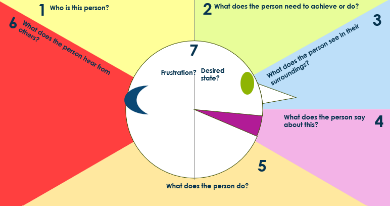 1 Who is this person?
2 What does the person need to achieve or do?
3
What does the person see in their
surroundings?
What does the person say
about this?
4
5
What does the person do?
6
What does the person hear from
others?
7
Frustration? Desired
state?